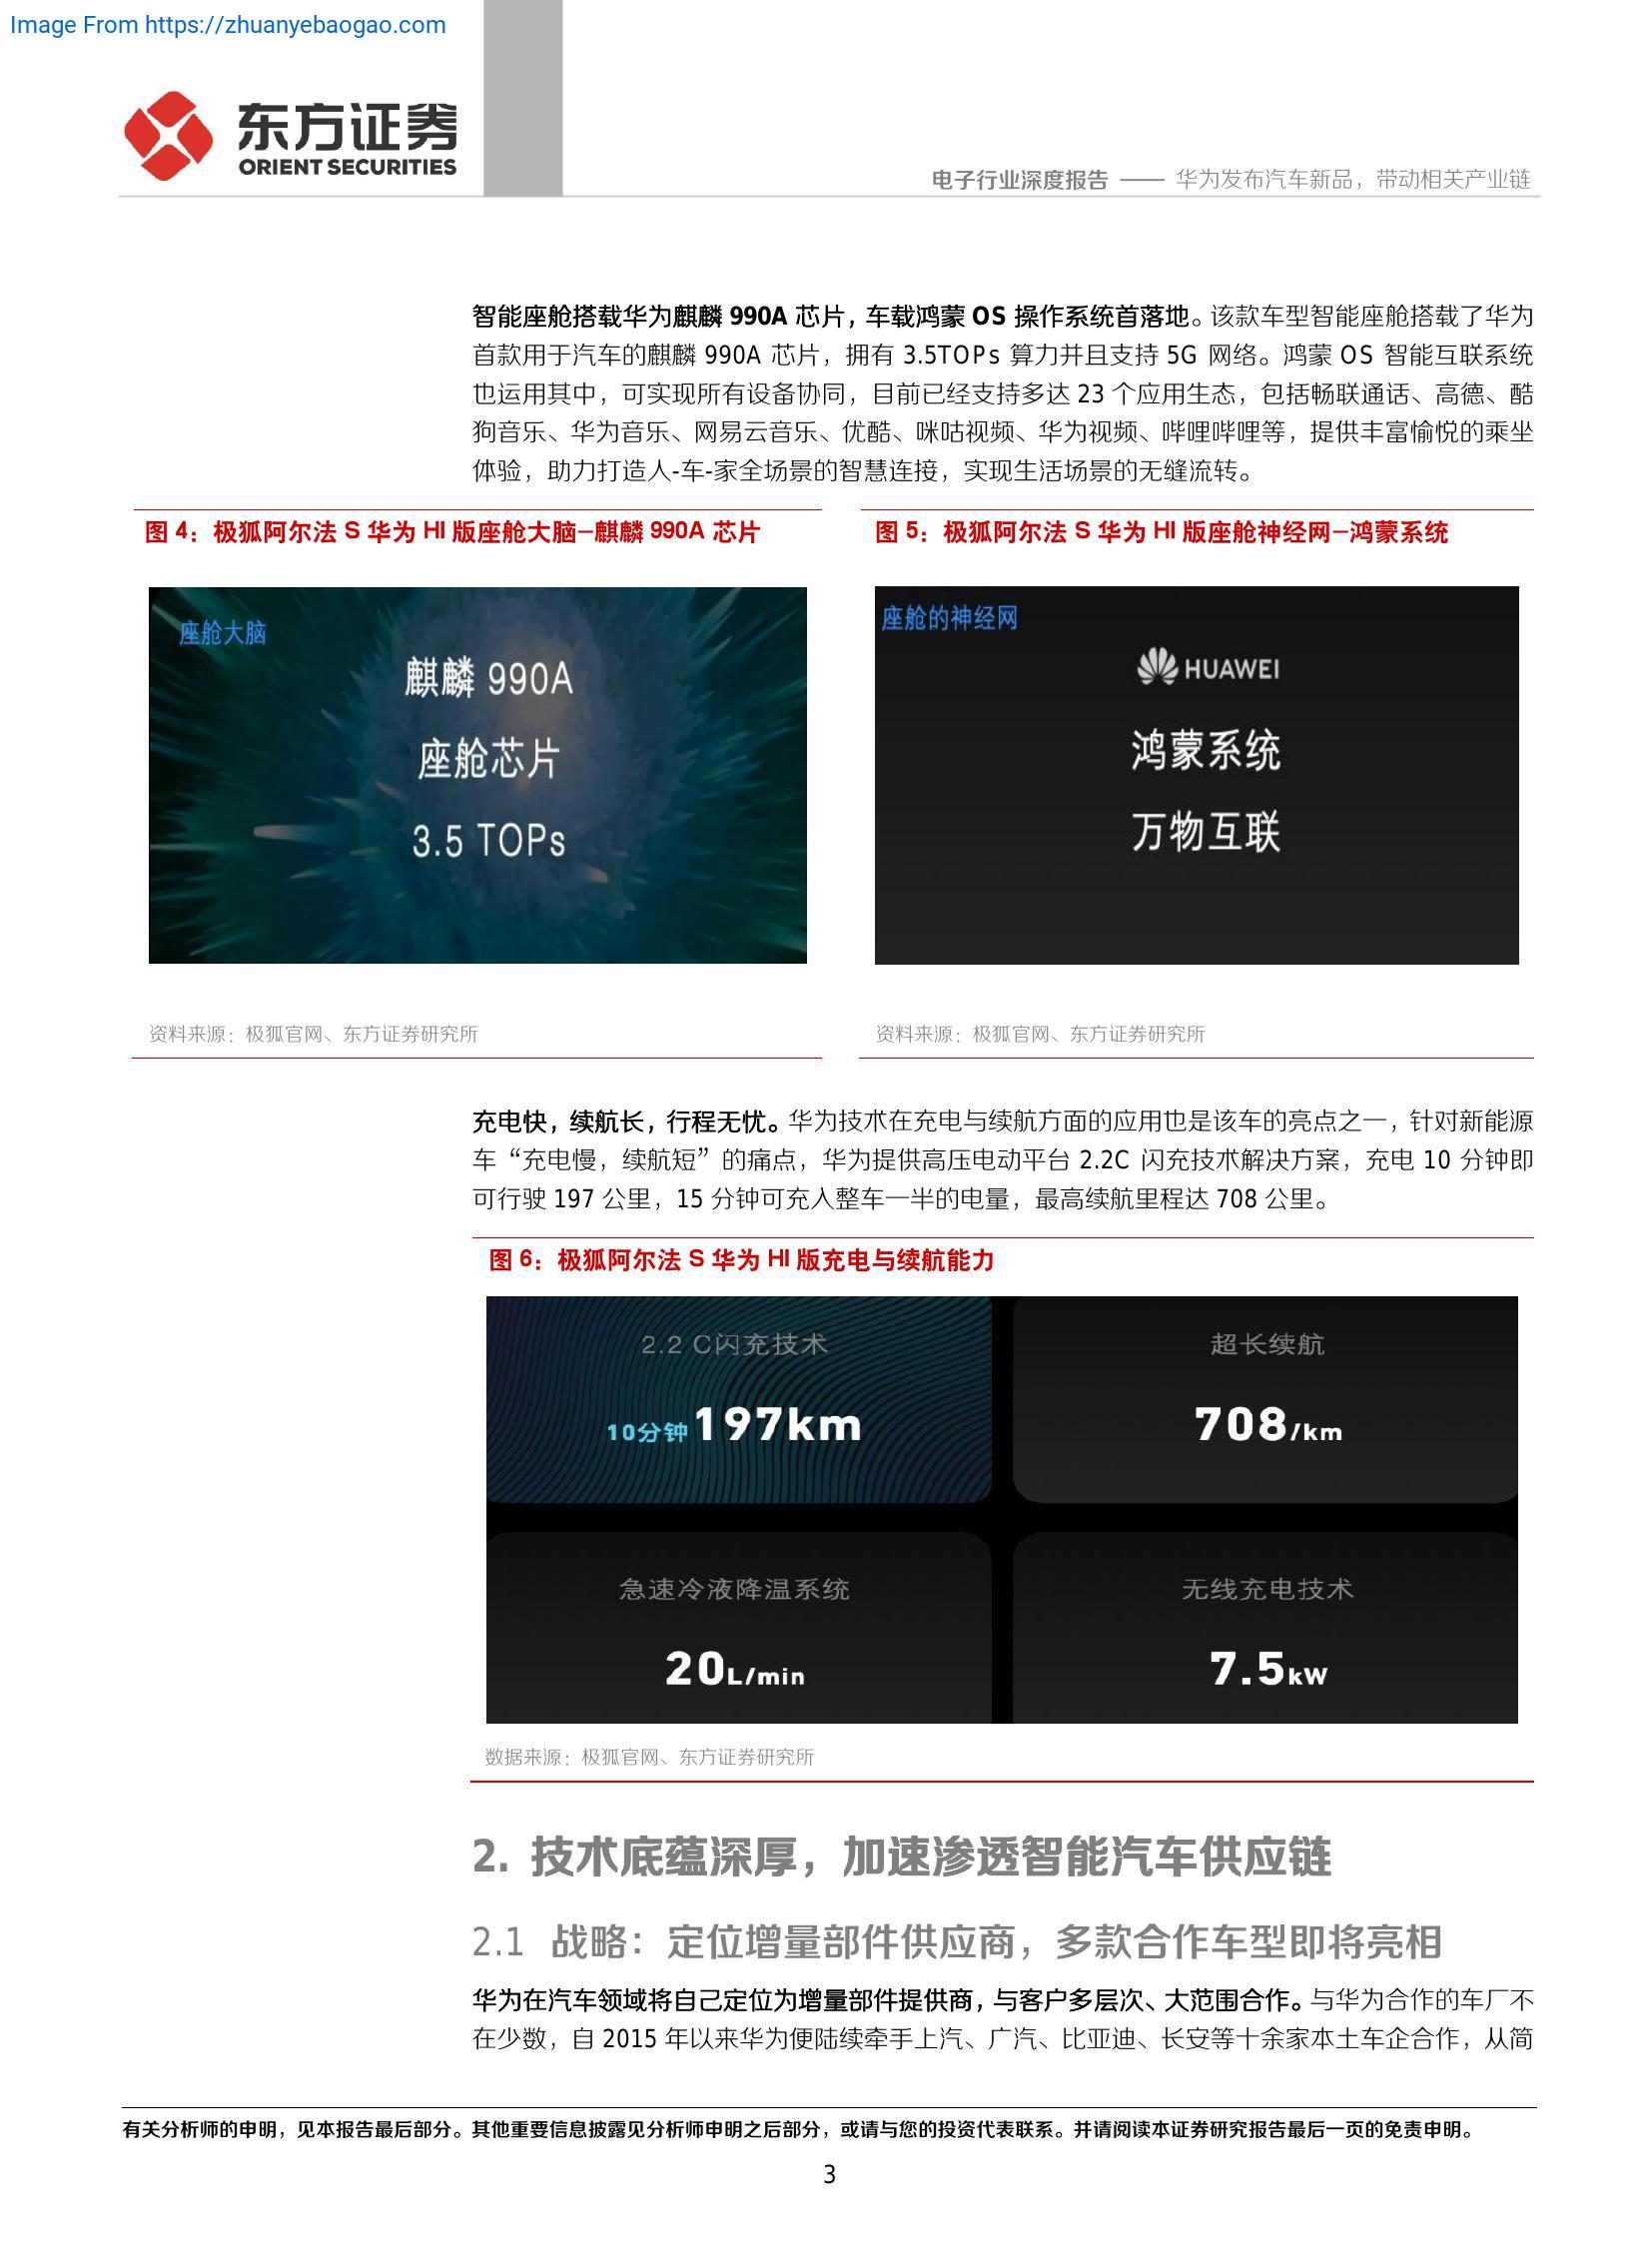 Image From https://zhuanyebaogao.com
东方证券
ORIENT SECURITIES
电子行业深度报告 —— 华为发布汽车新品，带动相关产业链
智能座舱搭载华为麒麟 990A 芯片，车载鸿蒙 OS 操作系统首落地。该款车型智能座舱搭载了华为
首款用于汽车的麒麟 990A 芯片，拥有 3.5TOPs 算力并且支持 5G 网络。鸿蒙 OS 智能互联系统
也运用其中，可实现所有设备协同，目前已经支持多达 23 个应用生态，包括畅联通话、高德、酷
狗音乐、华为音乐、网易云音乐、优酷、咪咕视频、华为视频、哔哩哔哩等，提供丰富愉悦的乘坐
体验，助力打造人-车-家全场景的智慧连接，实现生活场景的无缝流转。
图 4：极狐阿尔法 S 华为 HI 版座舱大脑—麒麟 990A 芯片
座舱大脑
麒麟 990A
座舱芯片
3.5 TOPs
资料来源：极狐官网、东方证券研究所
图 5：极狐阿尔法 S 华为 HI 版座舱神经网—鸿蒙系统
座舱的神经网
HUAWEI
鸿蒙系统
万物互联
资料来源：极狐官网、东方证券研究所
充电快，续航长，行程无忧。华为技术在充电与续航方面的应用也是该车的亮点之一，针对新能源
车“充电慢，续航短”的痛点，华为提供高压电动平台 2.2C 闪充技术解决方案，充电 10 分钟即
可行驶 197 公里，15 分钟可充入整车一半的电量，最高续航里程达 708 公里。
图 6：极狐阿尔法 S 华为 HI 版充电与续航能力
2.2 C闪充技术
10分钟197km
超长续航
708/km
急速冷液降温系统
20L/min
无线充电技术
7.5kW
数据来源：极狐官网、东方证券研究所
2. 技术底蕴深厚，加速渗透智能汽车供应链
2.1 战略：定位增量部件供应商，多款合作车型即将亮相
华为在汽车领域将自己定位为增量部件提供商，与客户多层次、大范围合作。与华为合作的车厂不
在少数，自 2015 年以来华为便陆续牵手上汽、广汽、比亚迪、长安等十余家本土车企合作，从简
有关分析师的申明，见本报告最后部分。其他重要信息披露见分析师申明之后部分，或请与您的投资代表联系。并请阅读本证券研究报告最后一页的免责申明。
3